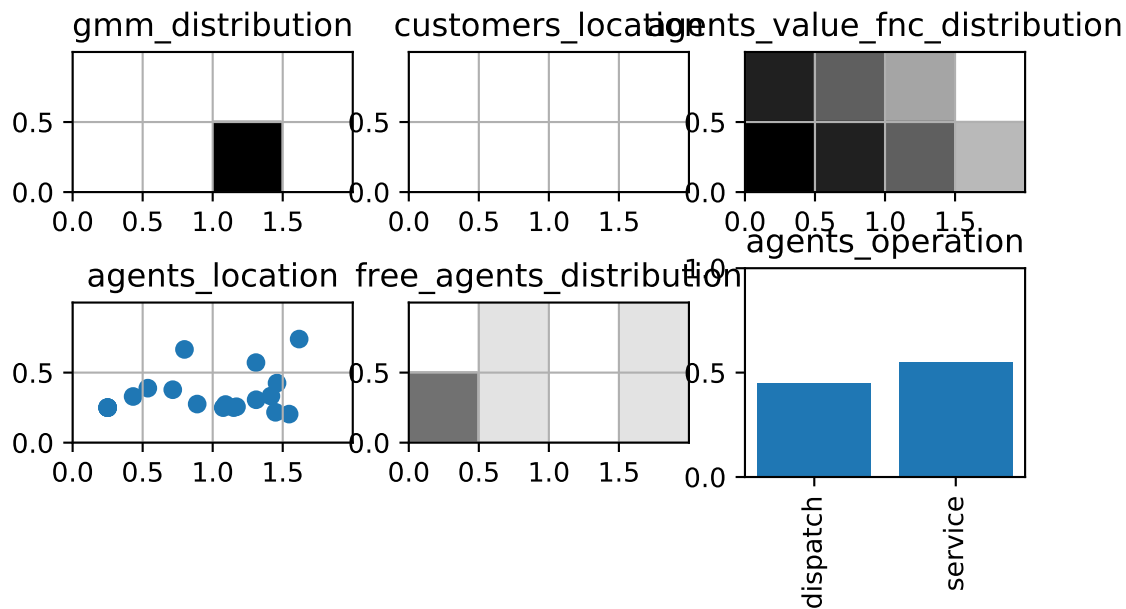 gmm_distribution
customers_location
agents_value_fnc_distribution
0.5
0.0
0.0 0.5 1.0 1.5
0.5
0.0
0.0 0.5 1.0 1.5
0.5
0.0
0.0 0.5 1.0 1.5
agents_location
free_agents_distribution
agents_operation
0.5
0.0
0.0 0.5 1.0 1.5
0.5
0.0
0.0 0.5 1.0 1.5
1.0
0.5
0.0
dispatch
service